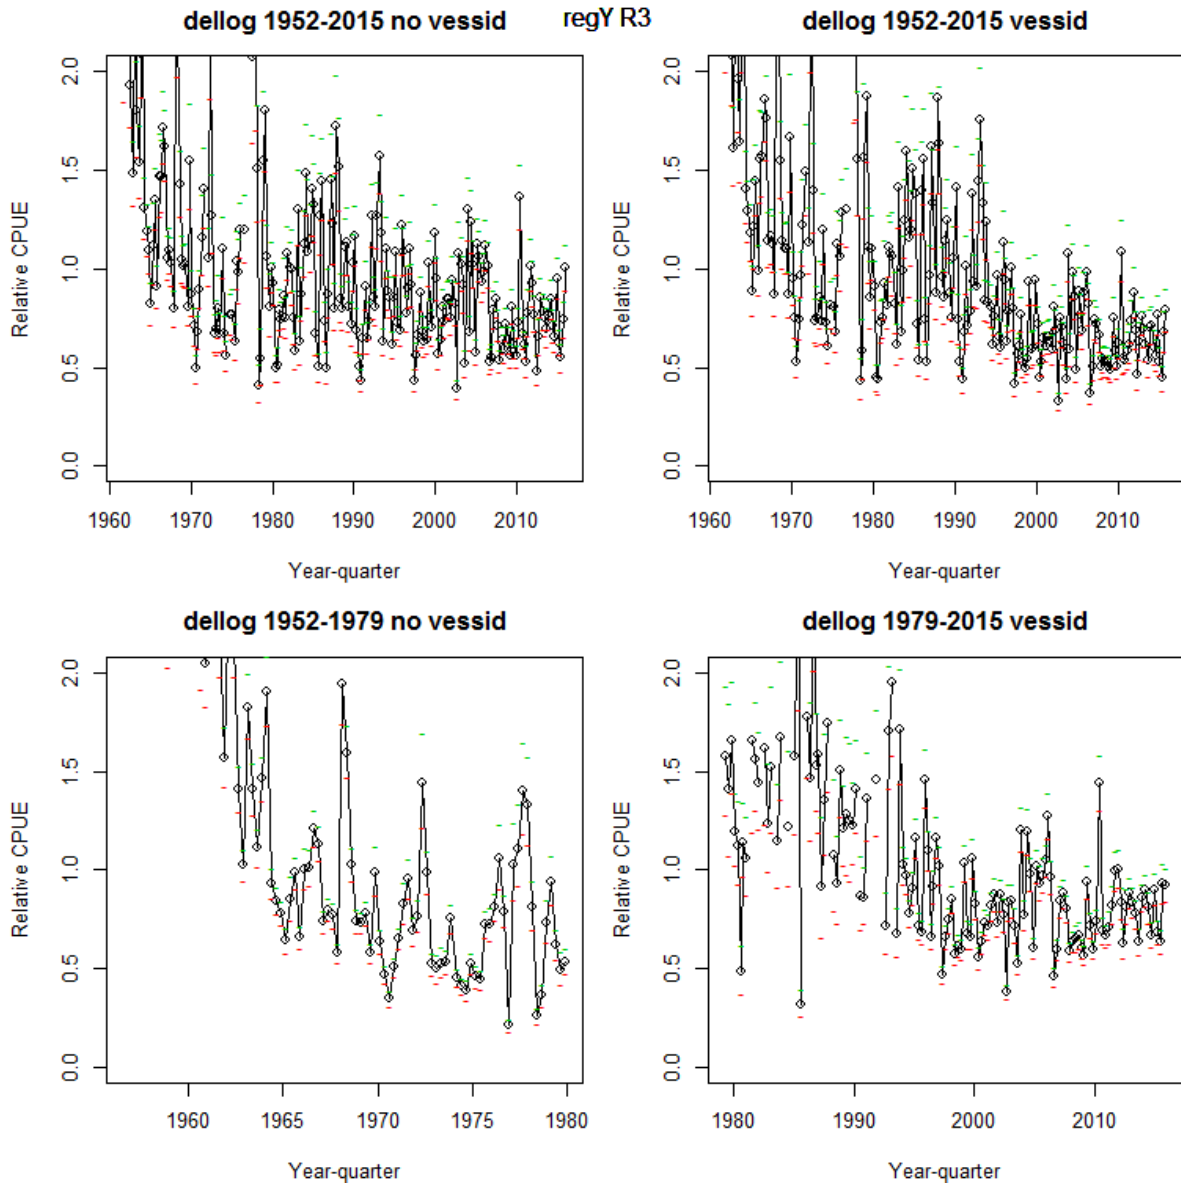 regY R3
dellog 1952-2015 no vessid
Relative CPUE
2.0
1.5
1.0
0.5
0.0
1960 1970 1980 1990 2000 2010
Year-quarter
dellog 1952-2015 vessid
Relative CPUE
2.0
1.5
1.0
0.5
0.0
1960 1970 1980 1990 2000 2010
Year-quarter
dellog 1952-1979 no vessid
Relative CPUE
2.0
1.5
1.0
0.5
0.0
1960 1965 1970 1975 1980
Year-quarter
dellog 1979-2015 vessid
Relative CPUE
2.0
1.5
1.0
0.5
0.0
1980 1990 2000 2010
Year-quarter